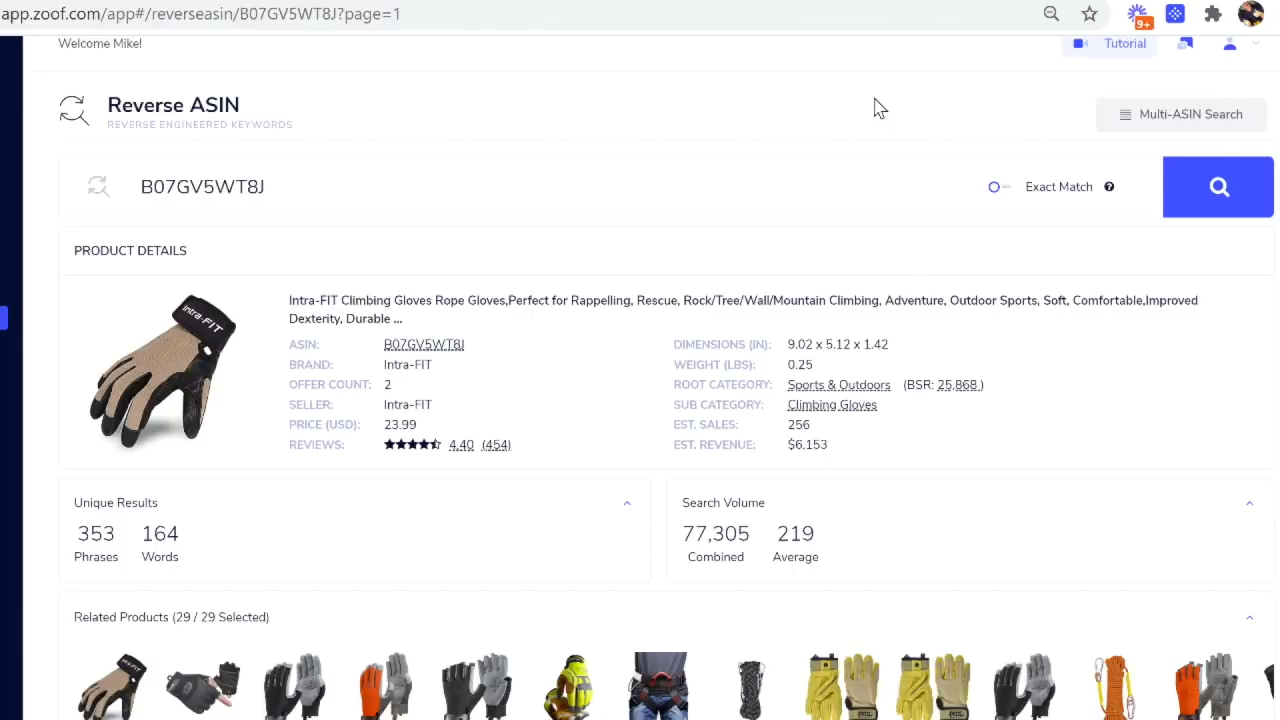 app.zoof.com/app#/reverseasin/B07GV5WT8J?page=1
9+
Welcome Mike!
Tutorial
Reverse ASIN
REVERSE ENGINEERED KEYWORDS
Multi-ASIN Search
B07GV5WT8J
Exact Match ?
PRODUCT DETAILS
Intra-FIT Climbing Gloves Rope Gloves,Perfect for Rappelling, Rescue, Rock/Tree/Wall/Mountain Climbing, Adventure, Outdoor Sports, Soft, Comfortable,Improved
Dexterity, Durable ...
intra-FIT
ASIN: B07GV5WT8J
BRAND: Intra-FIT
OFFER COUNT: 2
SELLER: Intra-FIT
PRICE (USD): 23.99
REVIEWS: 4.40 (454)
DIMENSIONS (IN): 9.02 x 5.12 x 1.42
WEIGHT (LBS): 0.25
ROOT CATEGORY: Sports & Outdoors (BSR: 25,868 )
SUB CATEGORY: Climbing Gloves
EST. SALES: 256
EST. REVENUE: $6,153
Unique Results
353 164
Phrases Words
Search Volume
77,305 219
Combined Average
Related Products (29 / 29 Selected)